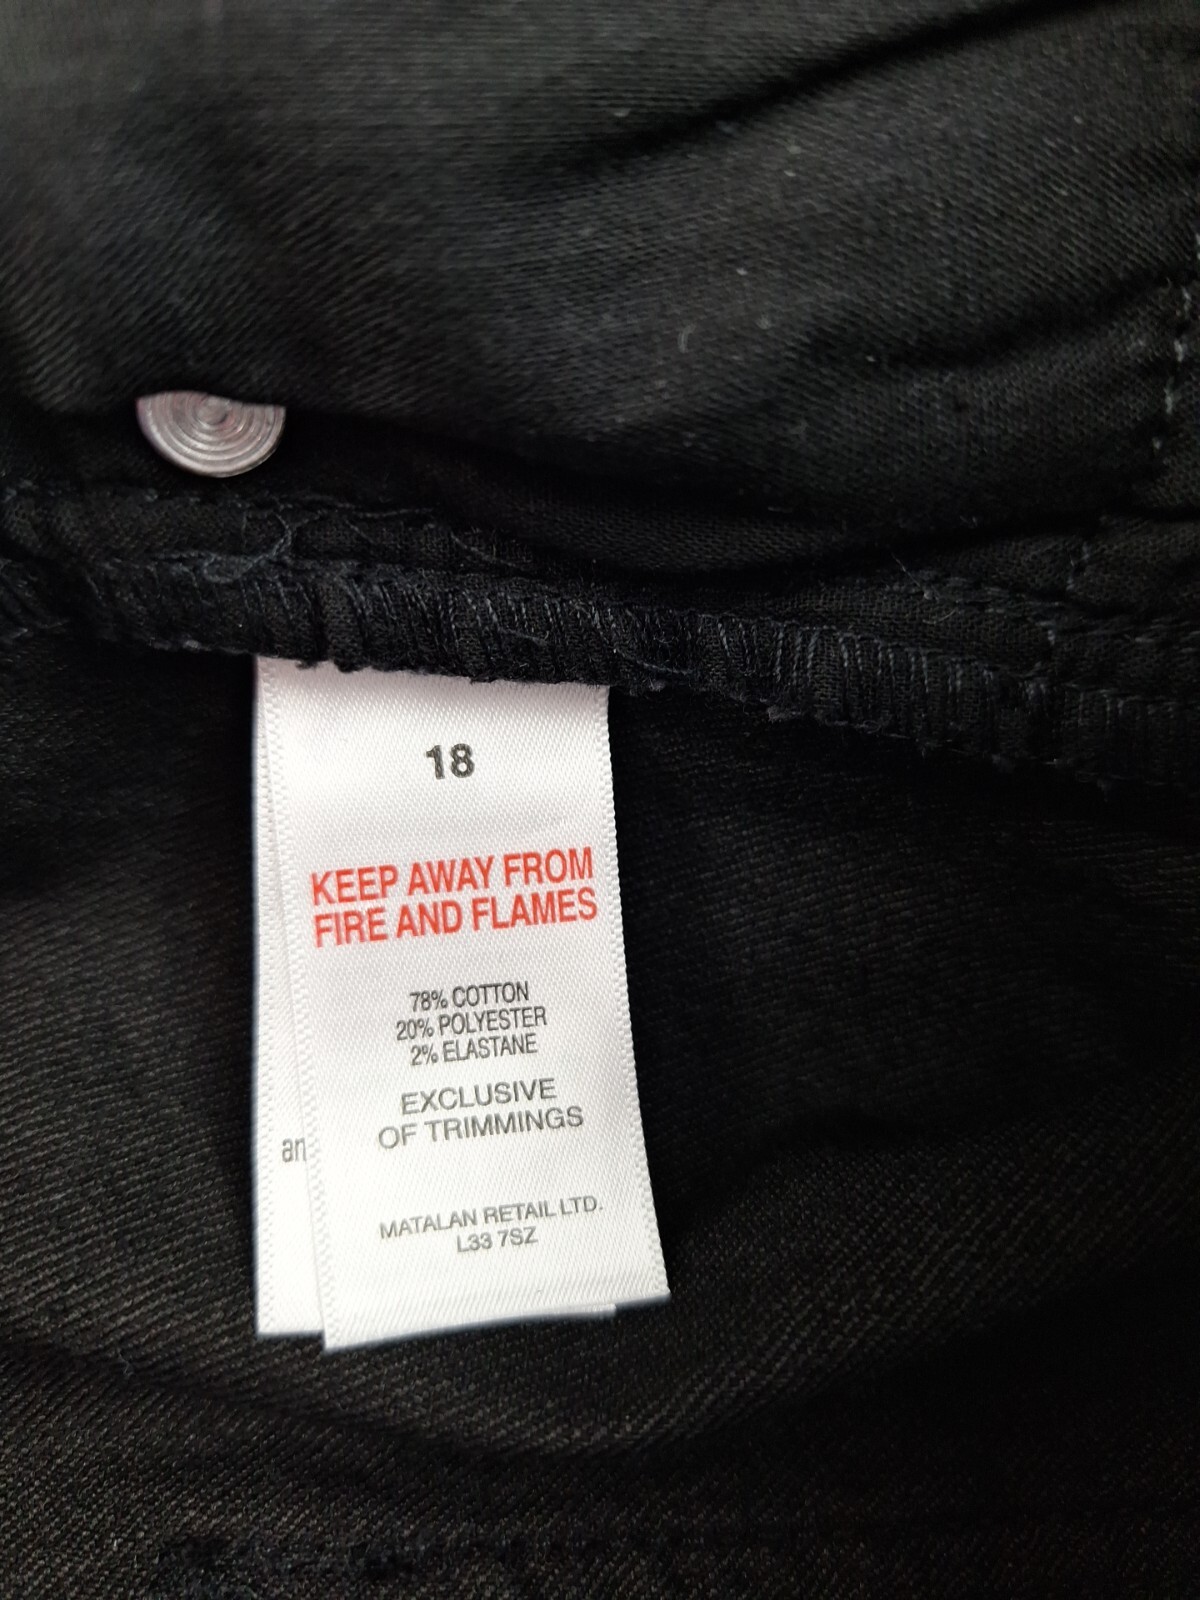 18
KEEP AWAY FROM
FIRE AND FLAMES
78% COTTON
20% POLYESTER
2% ELASTANE
EXCLUSIVE
OF TRIMMINGS
an
MATALAN RETAIL LTD.
L33 7SZ